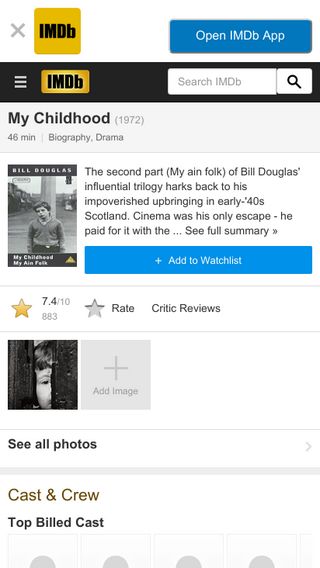 IMDb
Open IMDb App
IMDb
Search IMDb
My Childhood (1972)
46 min | Biography, Drama
BILL DOUGLAS
My Childhood
My Ain Folk
The second part (My ain folk) of Bill Douglas'
influential trilogy harks back to his
impoverished upbringing in early-'40s
Scotland. Cinema was his only escape - he
paid for it with the ... See full summary »
+ Add to Watchlist
7.4/10
883
Rate
Critic Reviews
Add Image
See all photos
Cast & Crew
Top Billed Cast